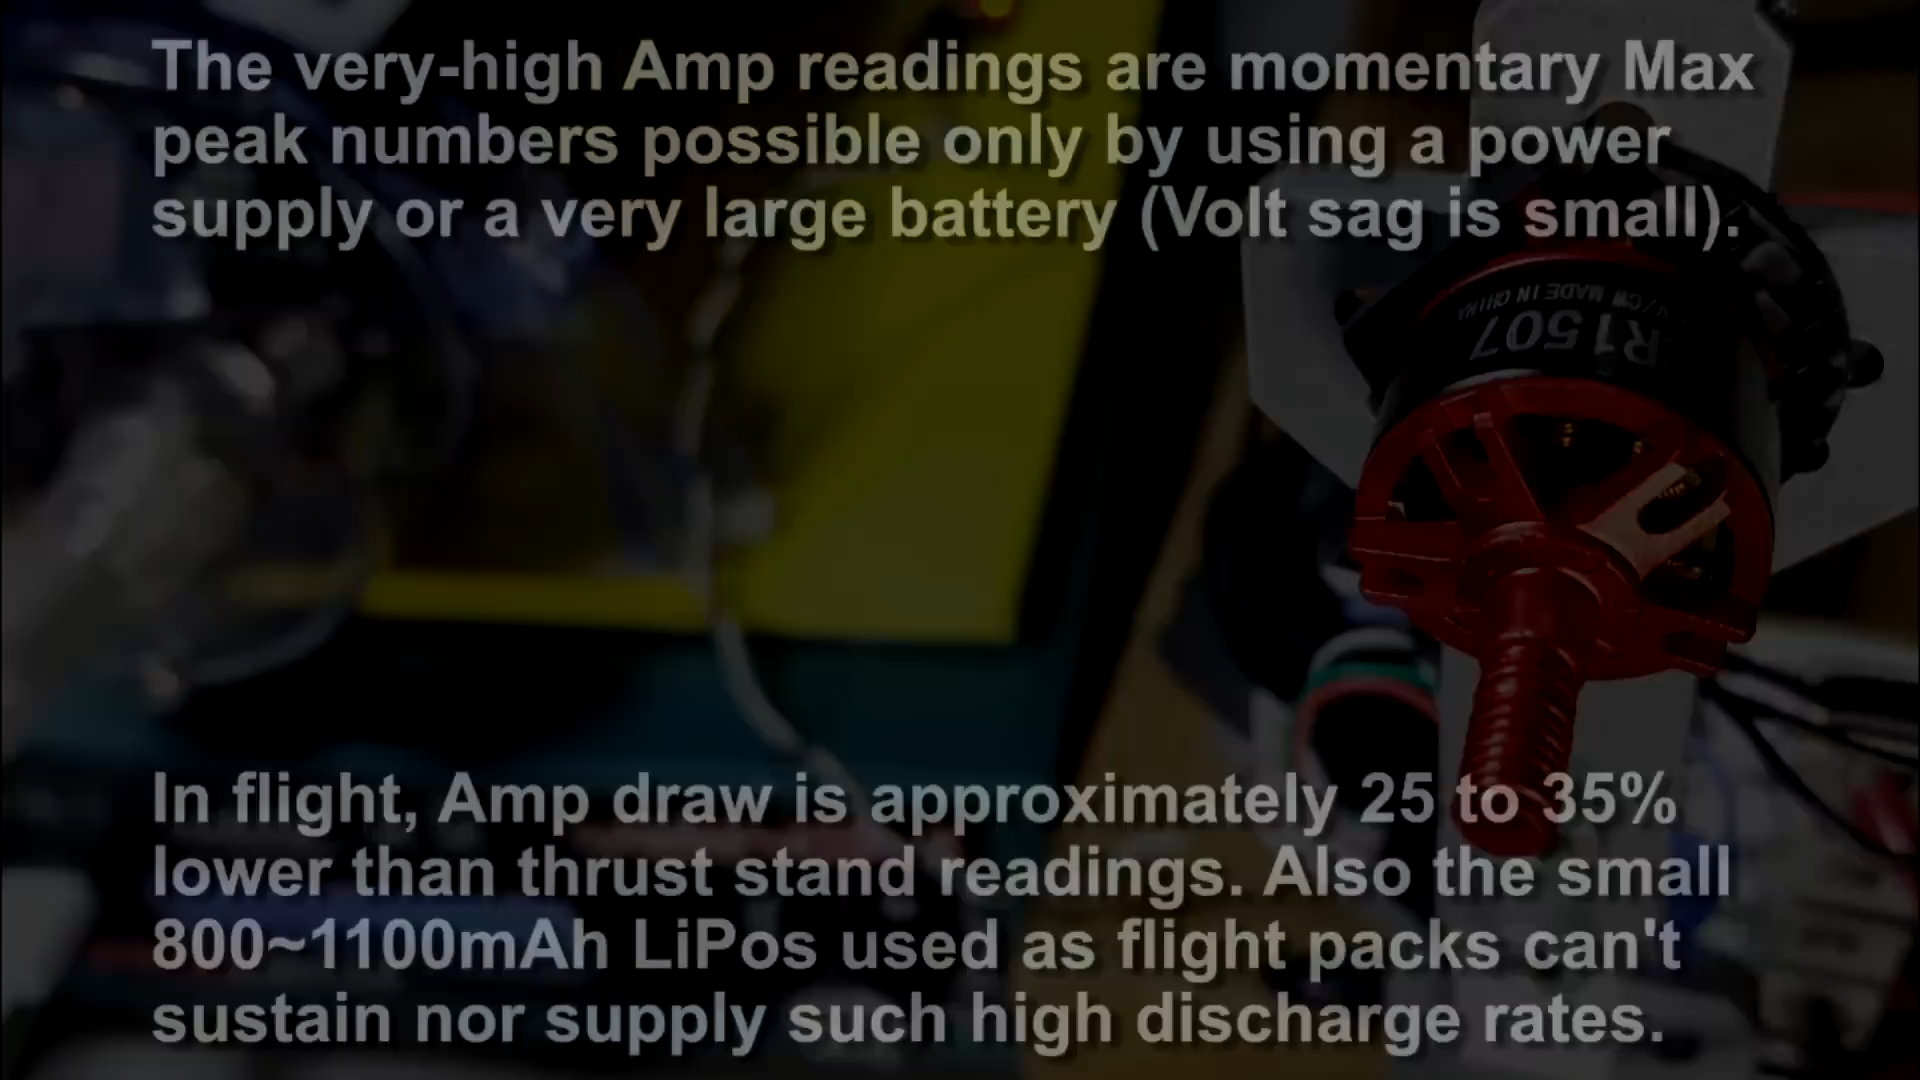 The very-high Amp readings are momentary Max
peak numbers possible only by using a power
supply or a very large battery (Volt sag is small).
V/CW MADE IN CHINA
R1507
In flight, Amp draw is approximately 25 to 35%
lower than thrust stand readings. Also the small
800~1100mAh LiPos used as flight packs can't
sustain nor supply such high discharge rates.